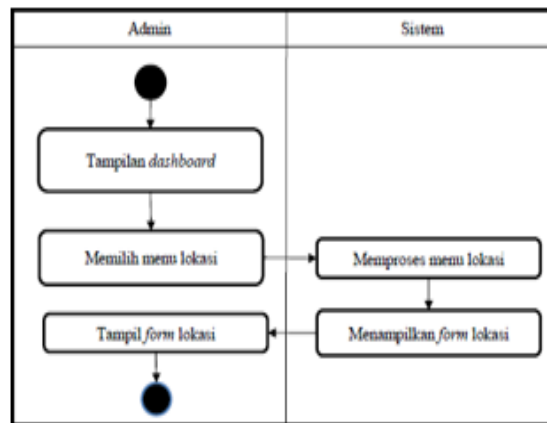 Admin
Sistem
Tampilan dashboard
Memilih menu lokasi
Memproses menu lokasi
Tampil form lokasi
Menampilkan form lokasi